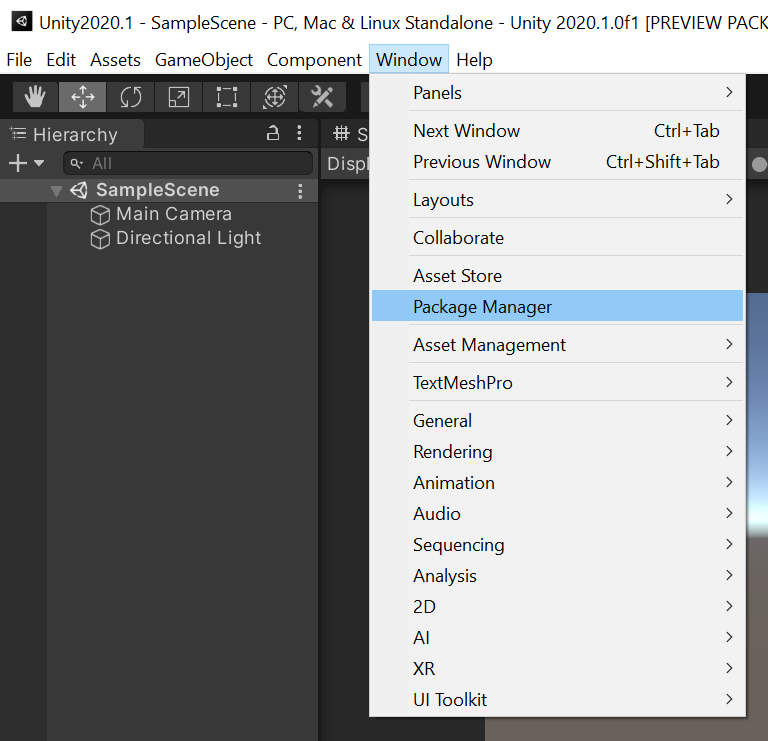 Unity2020.1 - SampleScene - PC, Mac & Linux Standalone - Unity 2020.1.0f1 [PREVIEW PACK
File Edit Assets GameObject Component Window Help
Hierarchy
All
SampleScene
Main Camera
Directional Light
S
Displ
Panels
Next Window Ctrl+Tab
Previous Window Ctrl+Shift+Tab
Layouts
Collaborate
Asset Store
Package Manager
Asset Management
TextMeshPro
General
Rendering
Animation
Audio
Sequencing
Analysis
2D
AI
XR
UI Toolkit